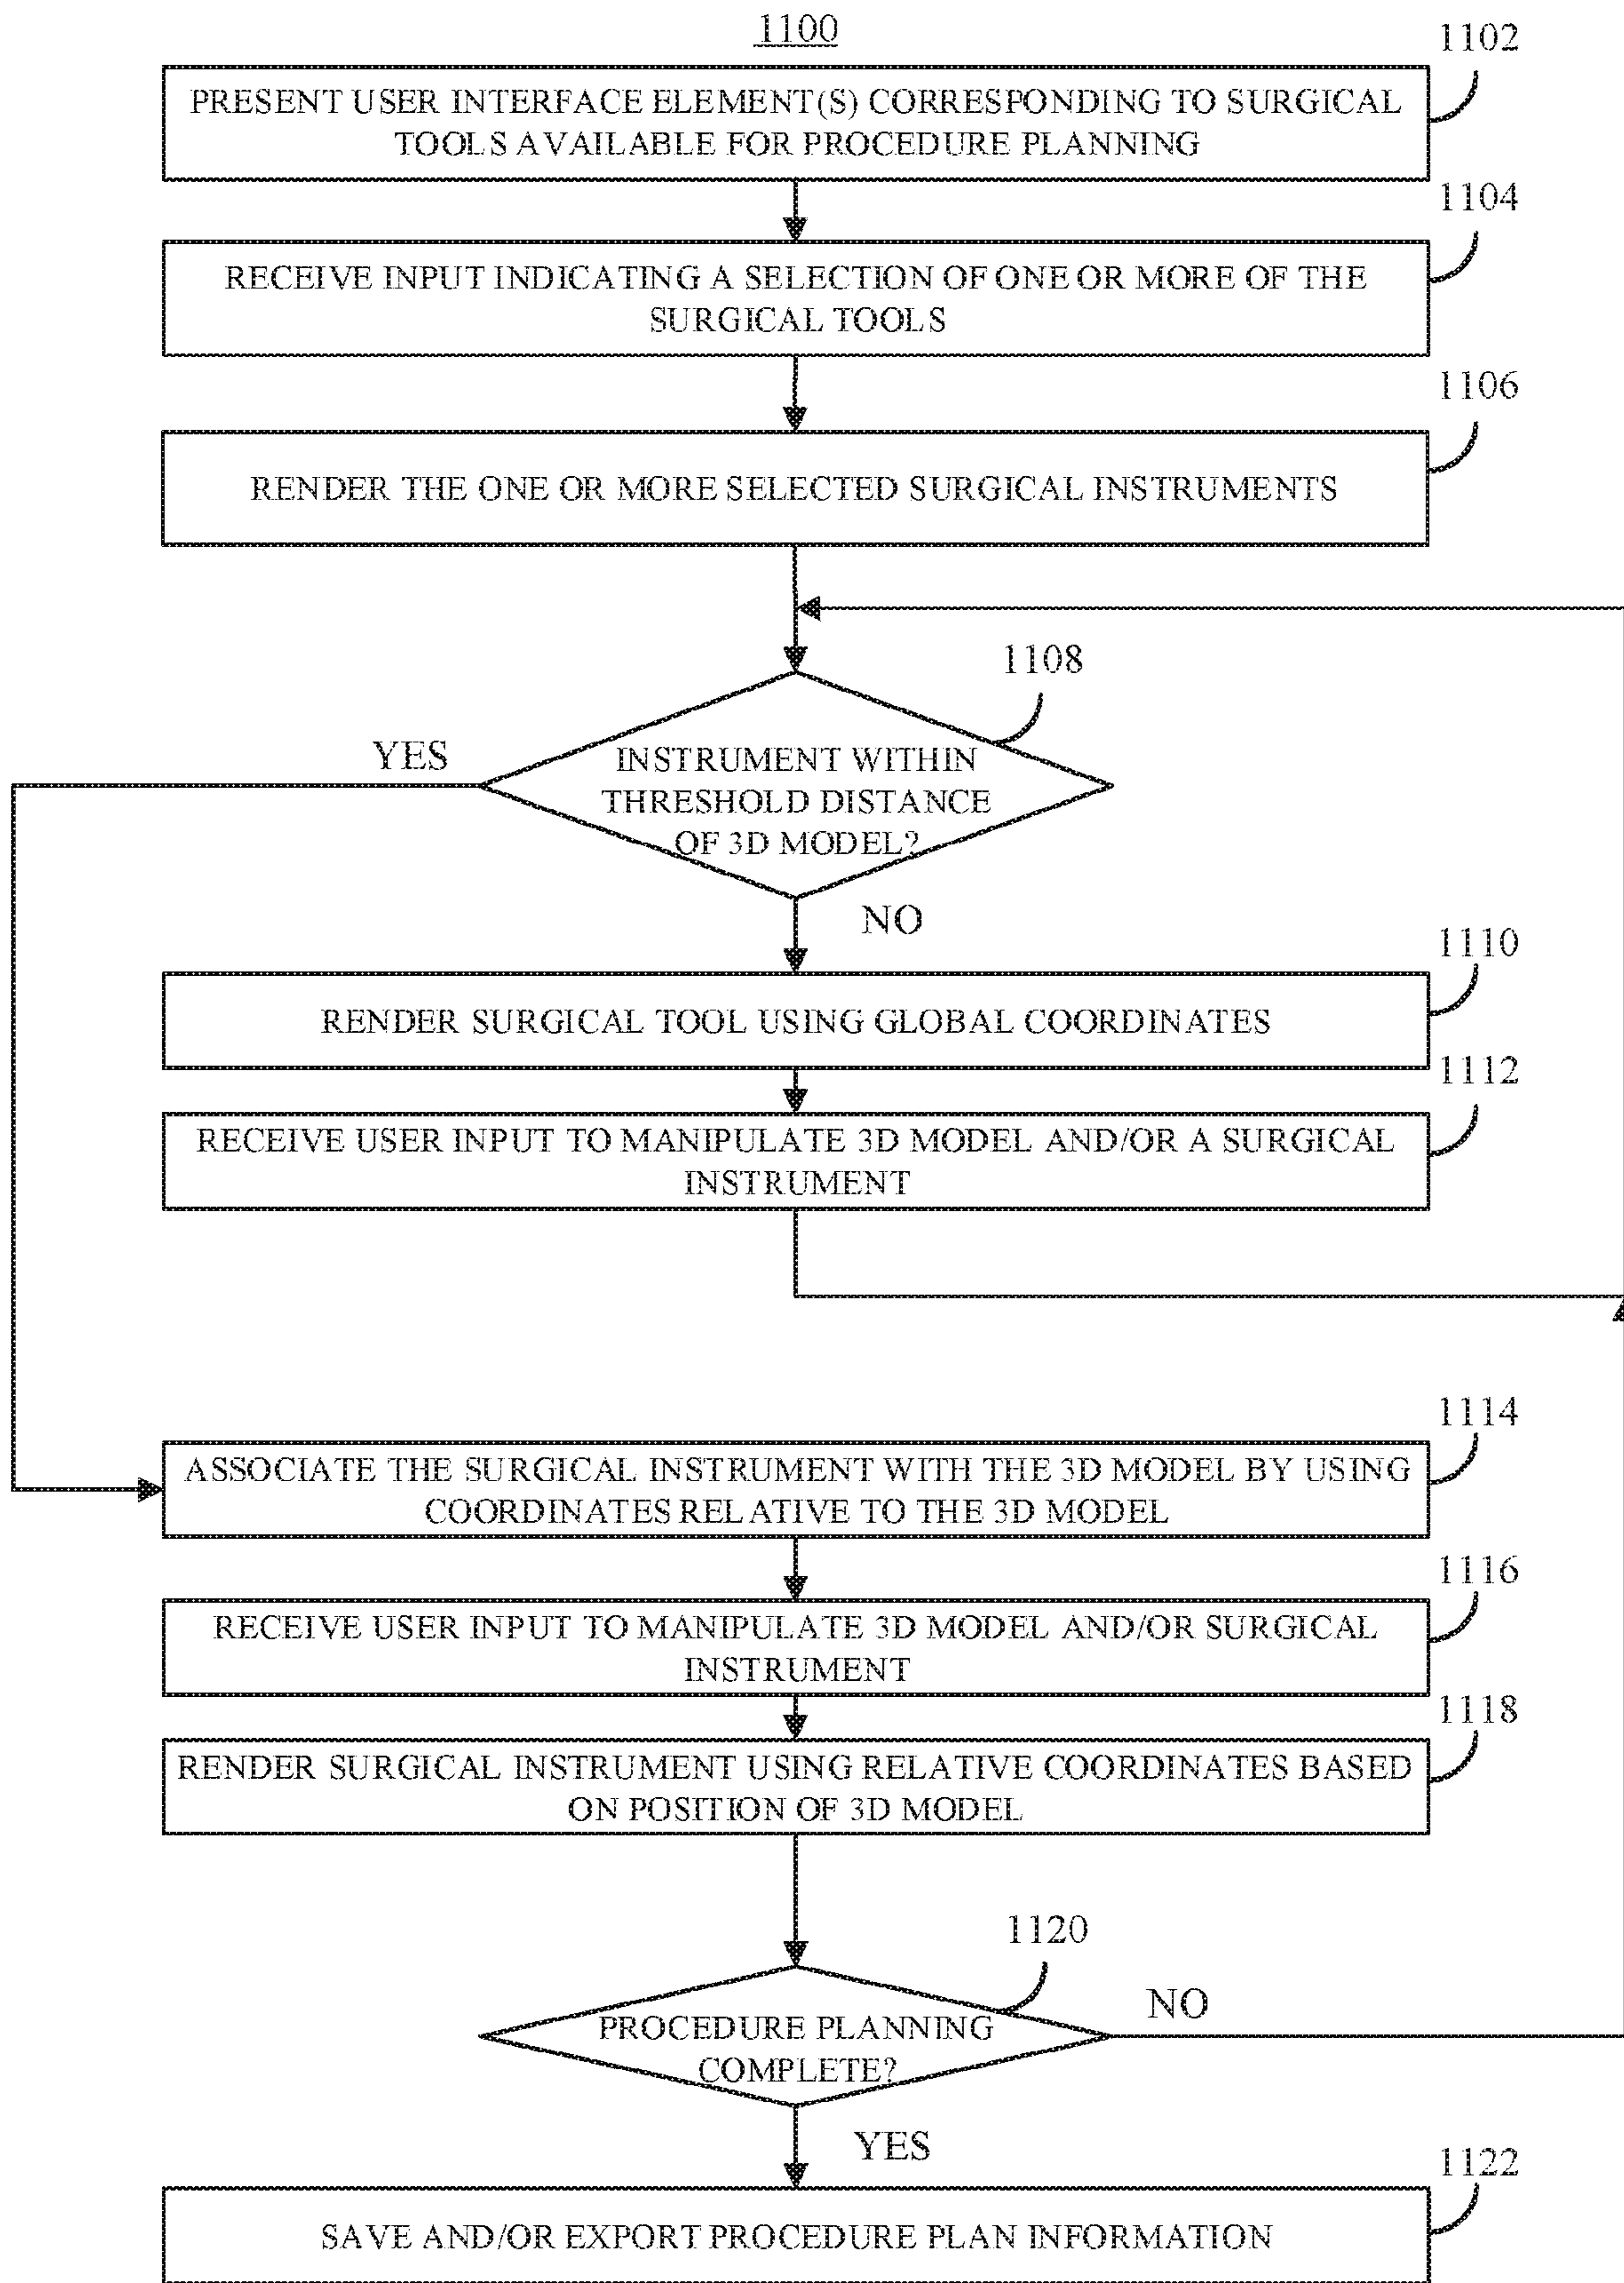 1100
1102
PRESENT USER INTERFACE ELEMENT(S) CORRESPONDING TO SURGICAL
TOOLS AVAILABLE FOR PROCEDURE PLANNING
1104
RECEIVE INPUT INDICATING A SELECTION OF ONE OR MORE OF THE
SURGICAL TOOLS
1106
RENDER THE ONE OR MORE SELECTED SURGICAL INSTRUMENTS
1108
YES
INSTRUMENT WITHIN
THRESHOLD DISTANCE
OF 3D MODEL?
NO
1110
RENDER SURGICAL TOOL USING GLOBAL COORDINATES
1112
RECEIVE USER INPUT TO MANIPULATE 3D MODEL AND/OR A SURGICAL
INSTRUMENT
1114
ASSOCIATE THE SURGICAL INSTRUMENT WITH THE 3D MODEL BY USING
COORDINATES RELATIVE TO THE 3D MODEL
1116
RECEIVE USER INPUT TO MANIPULATE 3D MODEL AND/OR SURGICAL
INSTRUMENT
1118
RENDER SURGICAL INSTRUMENT USING RELATIVE COORDINATES BASED
ON POSITION OF 3D MODEL
1120
NO
PROCEDURE PLANNING
COMPLETE?
YES
1122
SAVE AND/OR EXPORT PROCEDURE PLAN INFORMATION